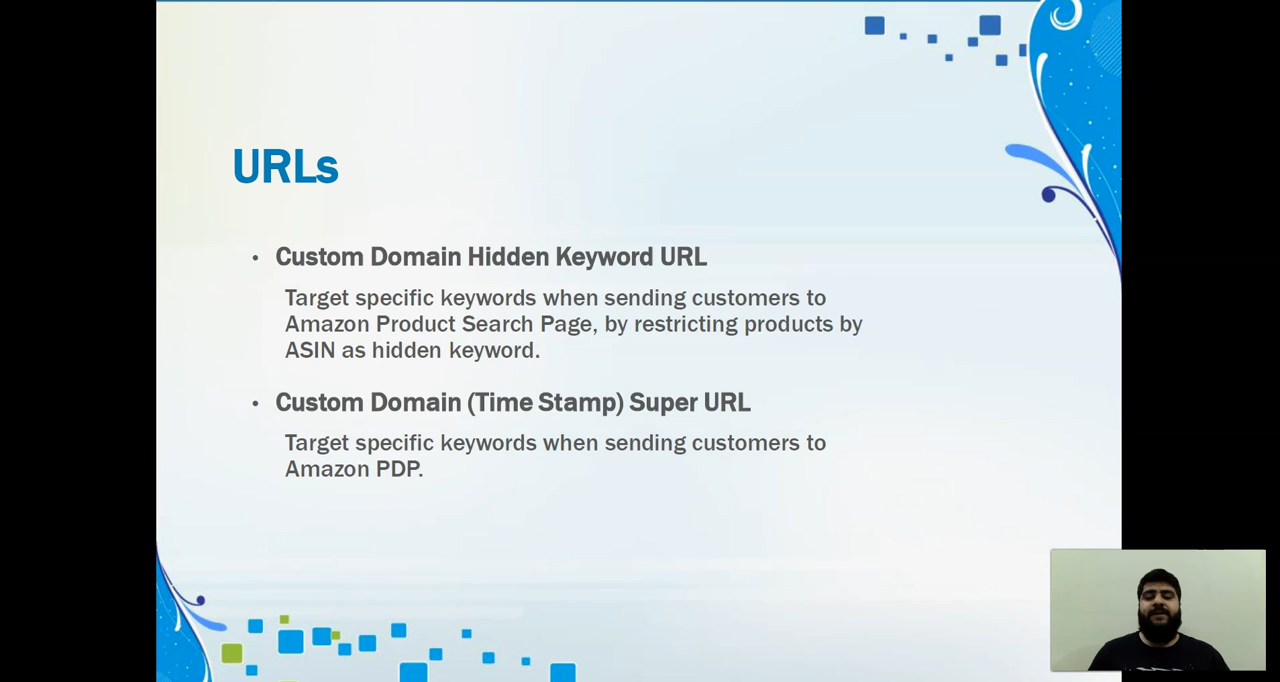 URLs
• Custom Domain Hidden Keyword URL
Target specific keywords when sending customers to
Amazon Product Search Page, by restricting products by
ASIN as hidden keyword.
• Custom Domain (Time Stamp) Super URL
Target specific keywords when sending customers to
Amazon PDP.